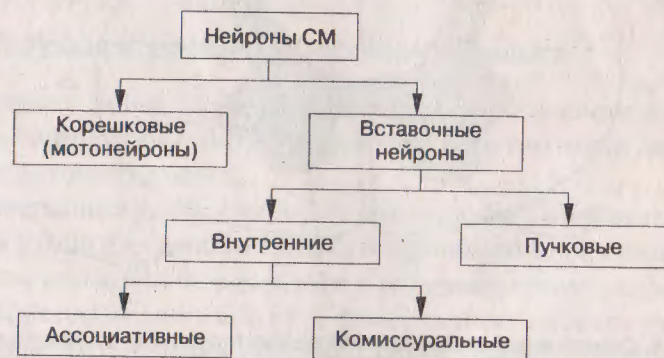 Нейроны СМ
Корешковые
(мотонейроны)
Вставочные
нейроны
Внутренние
Пучковые
Ассоциативные
Комиссуральные